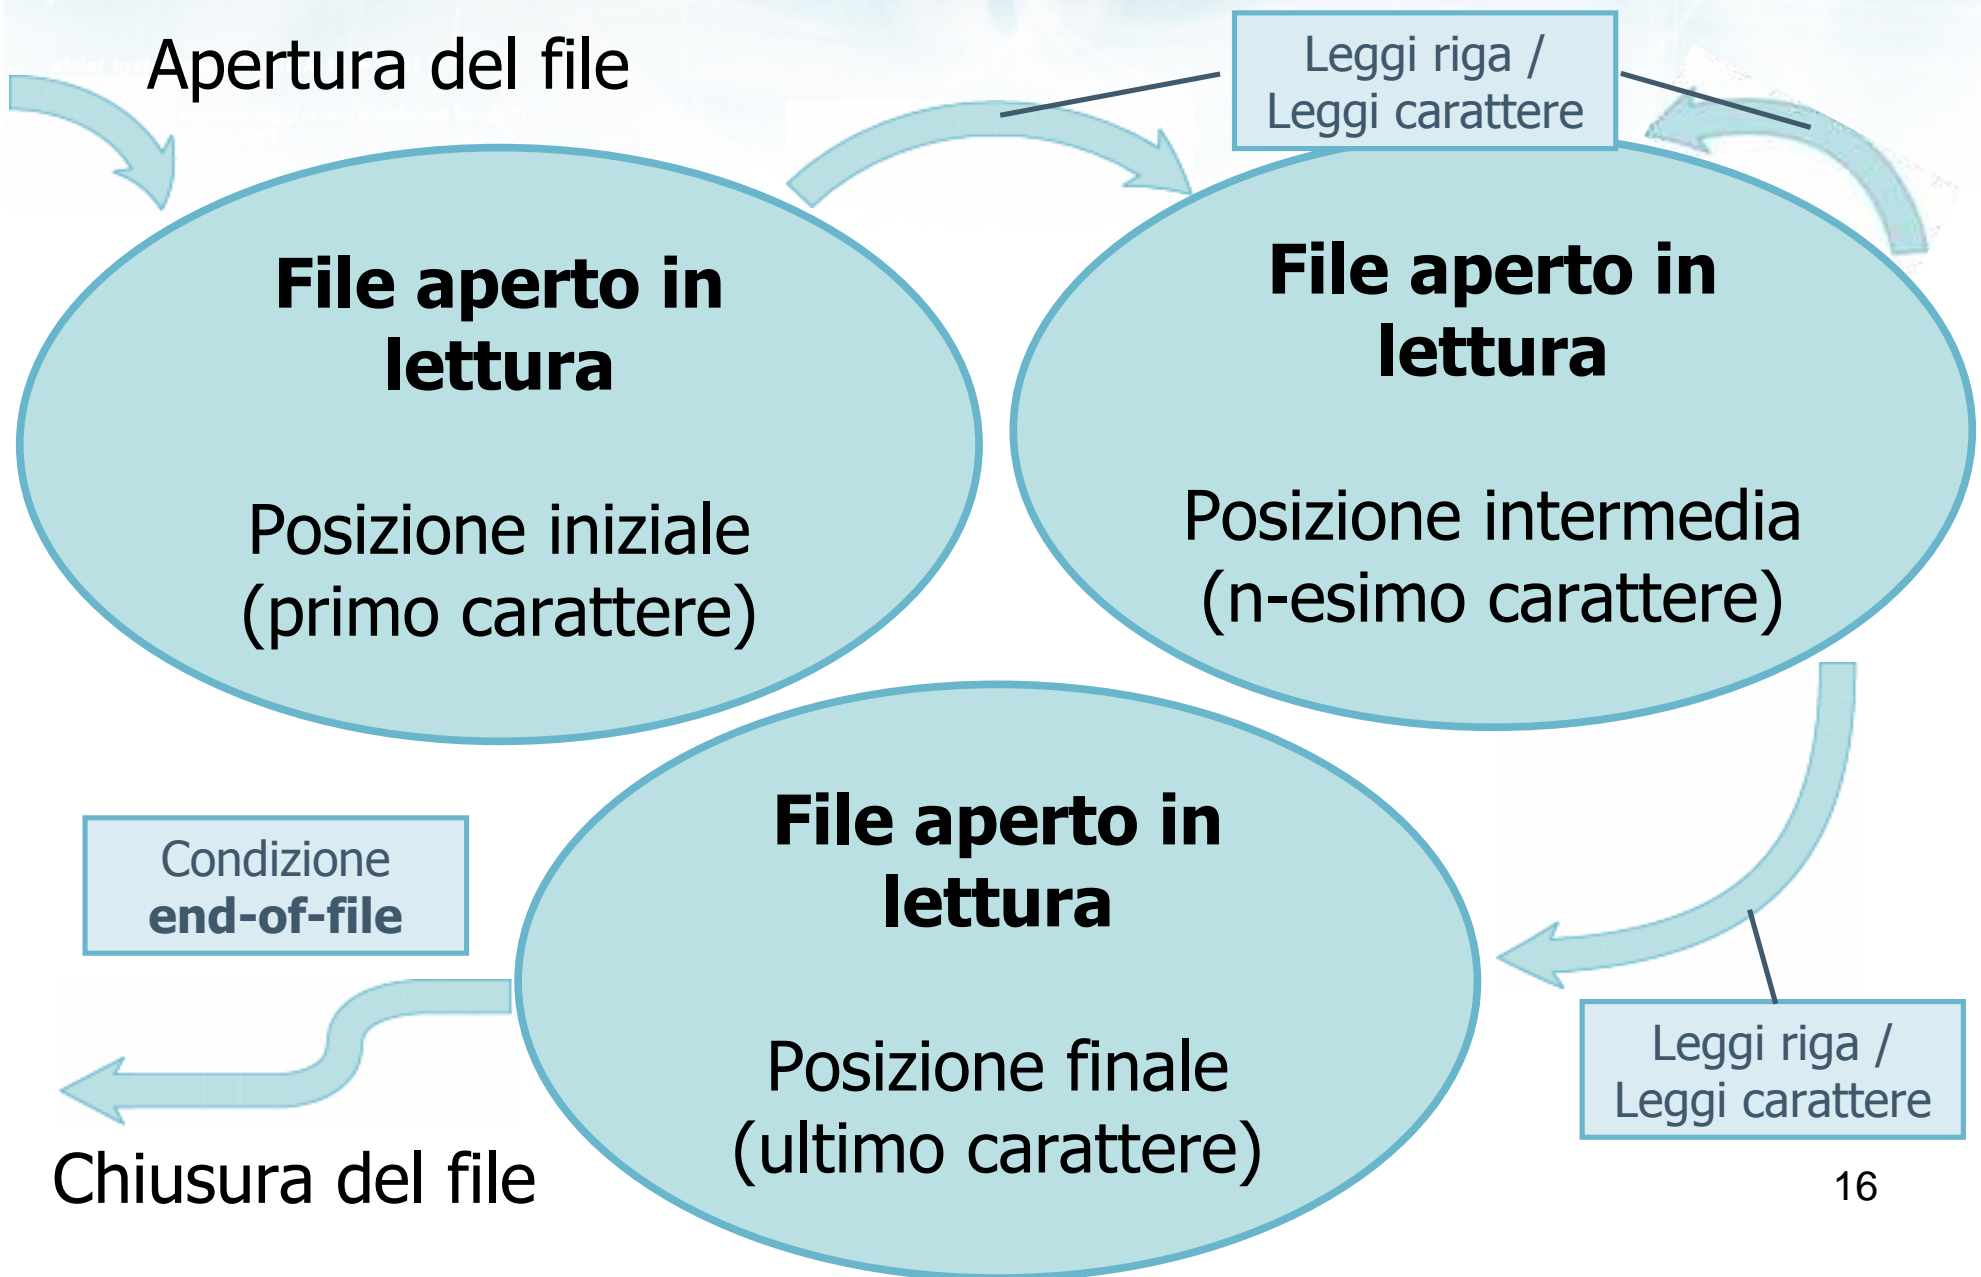 Apertura del file
Leggi riga /
Leggi carattere
File aperto in
lettura
Posizione iniziale
(primo carattere)
File aperto in
lettura
Posizione intermedia
(n-esimo carattere)
File aperto in
lettura
Posizione finale
(ultimo carattere)
Leggi riga /
Leggi carattere
Condizione
end-of-file
Chiusura del file
16